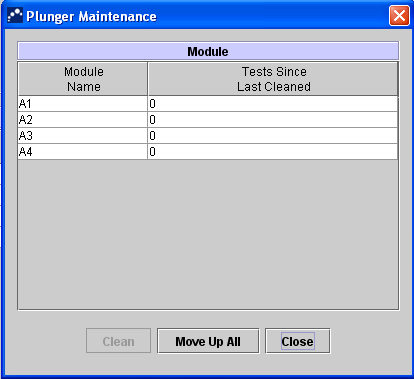 Plunger Maintenance
Module
Module Name Tests Since Last Cleaned
A1 0
A2 0
A3 0
A4 0
Clean Move Up All Close